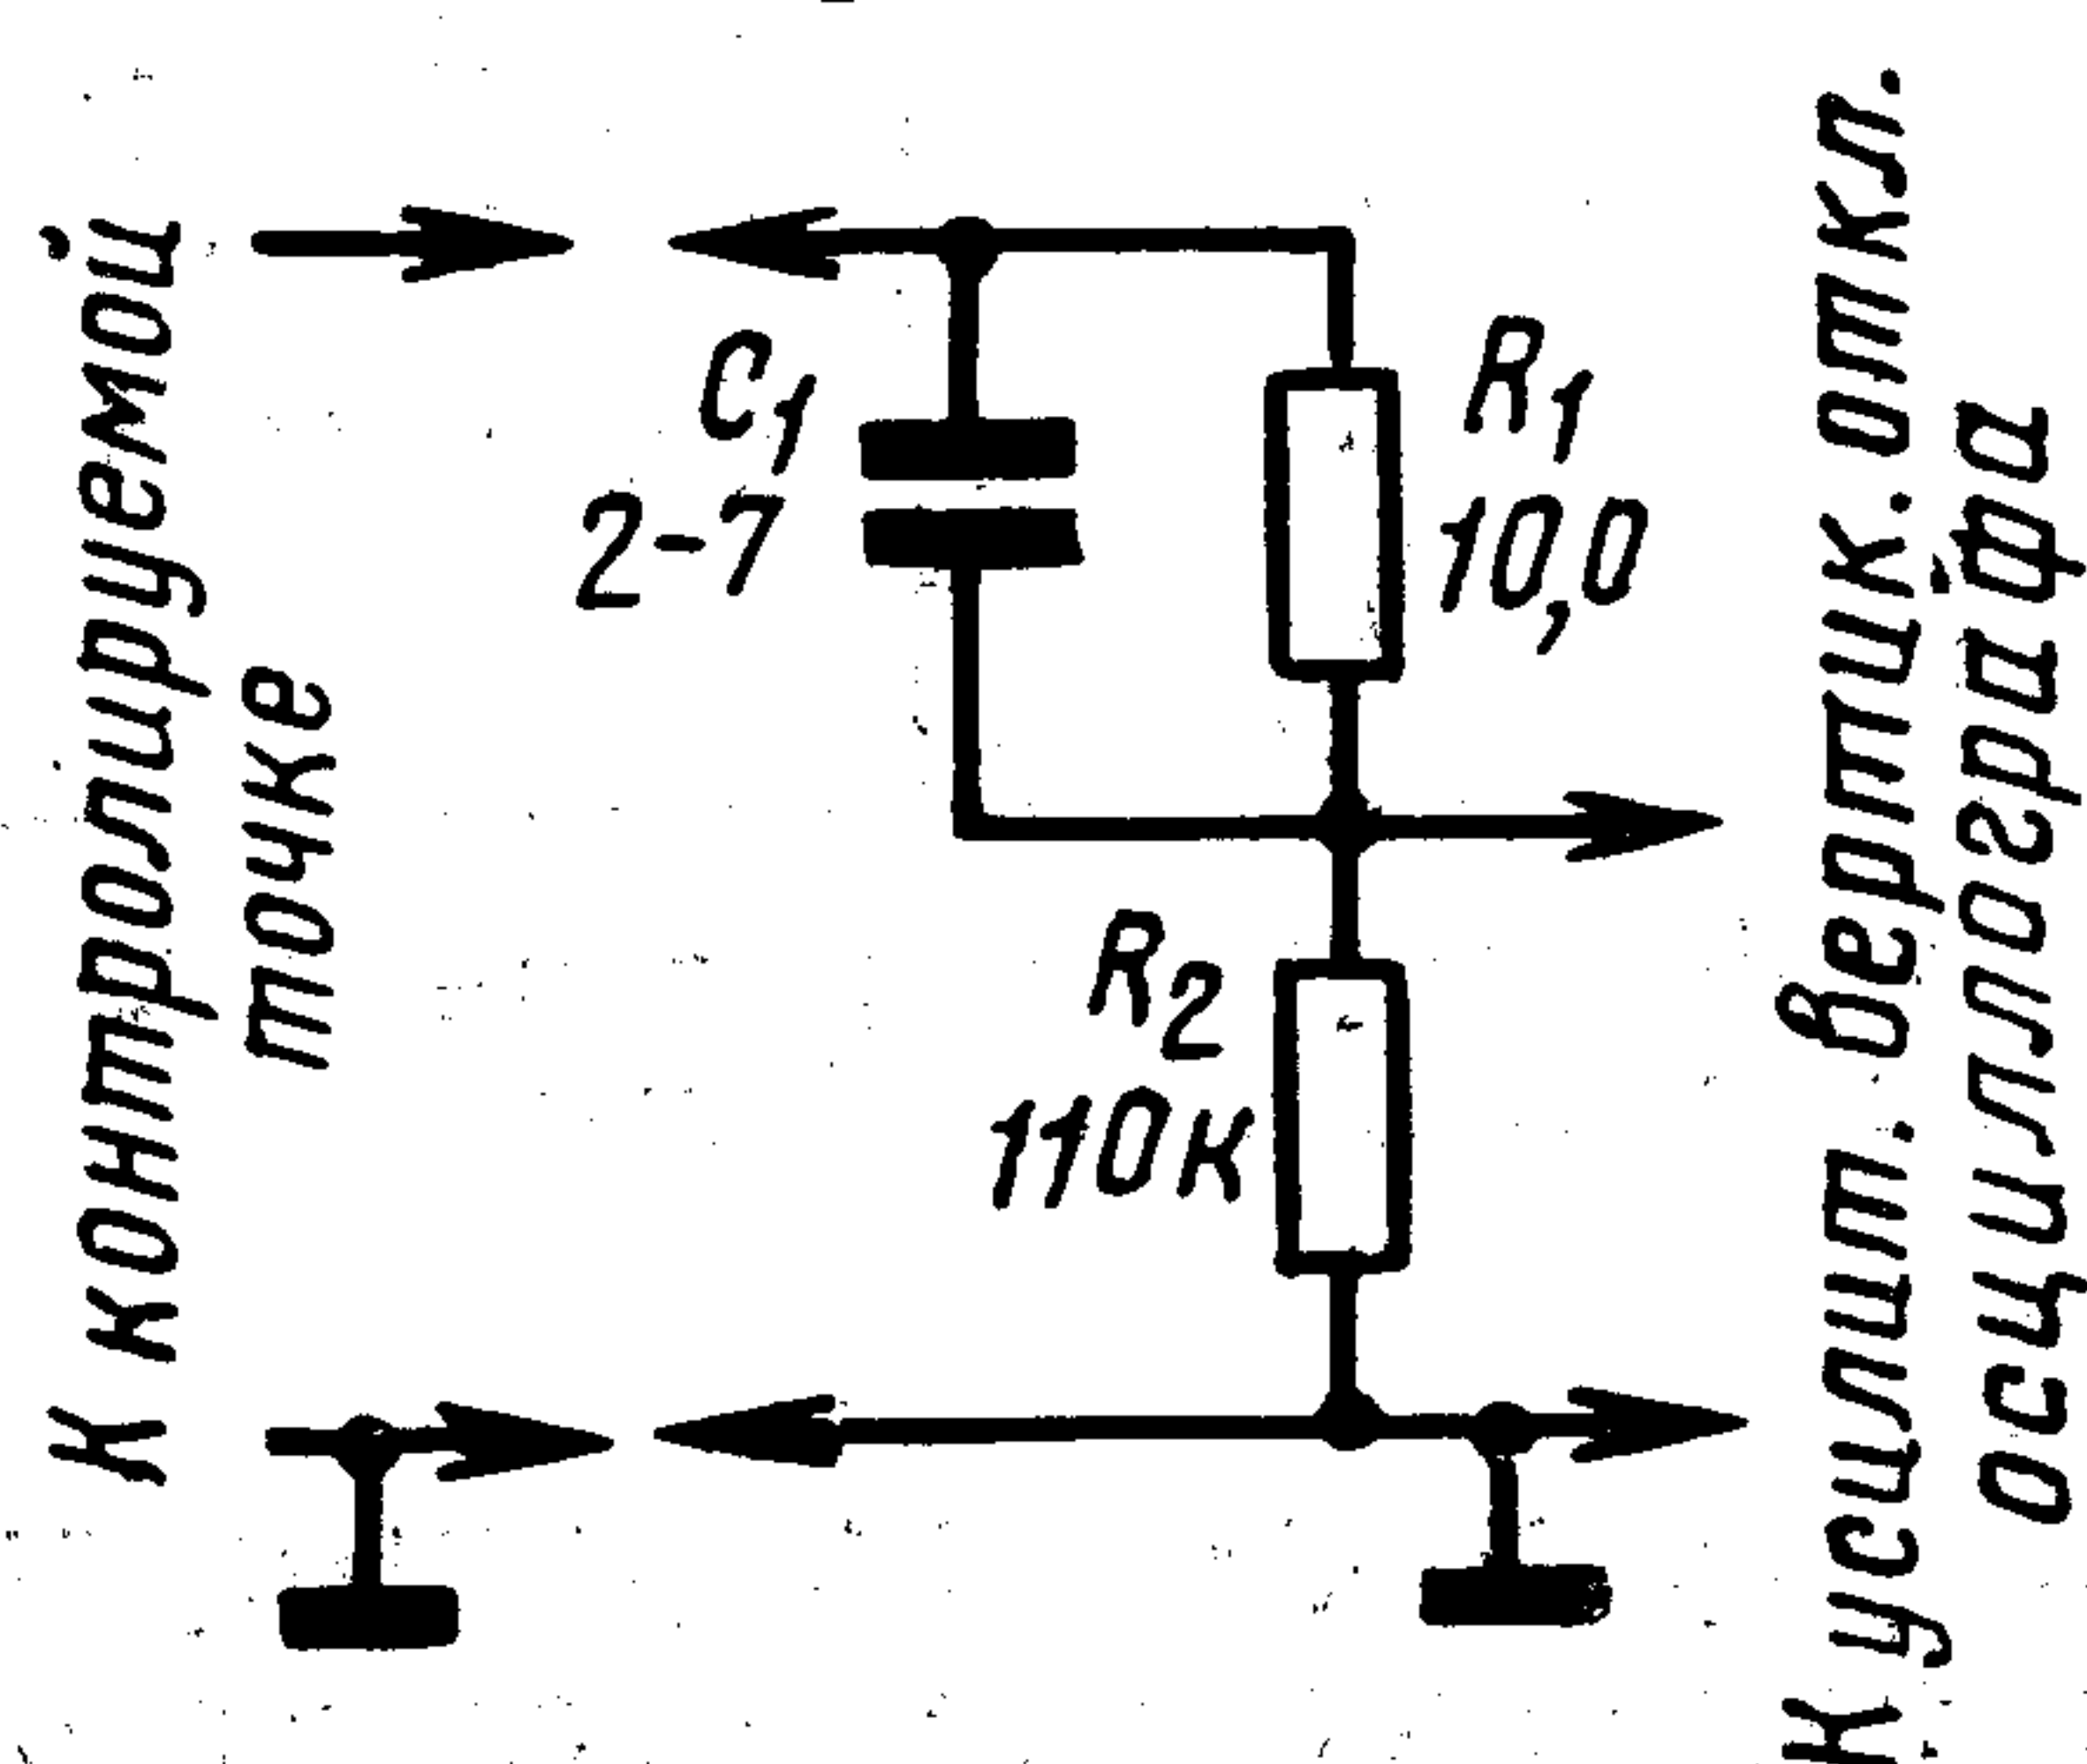 К контролируемой
точке
C1
2-7
R1
10,0
R2
110к
К усилит. вертик. откл.
осциллографа